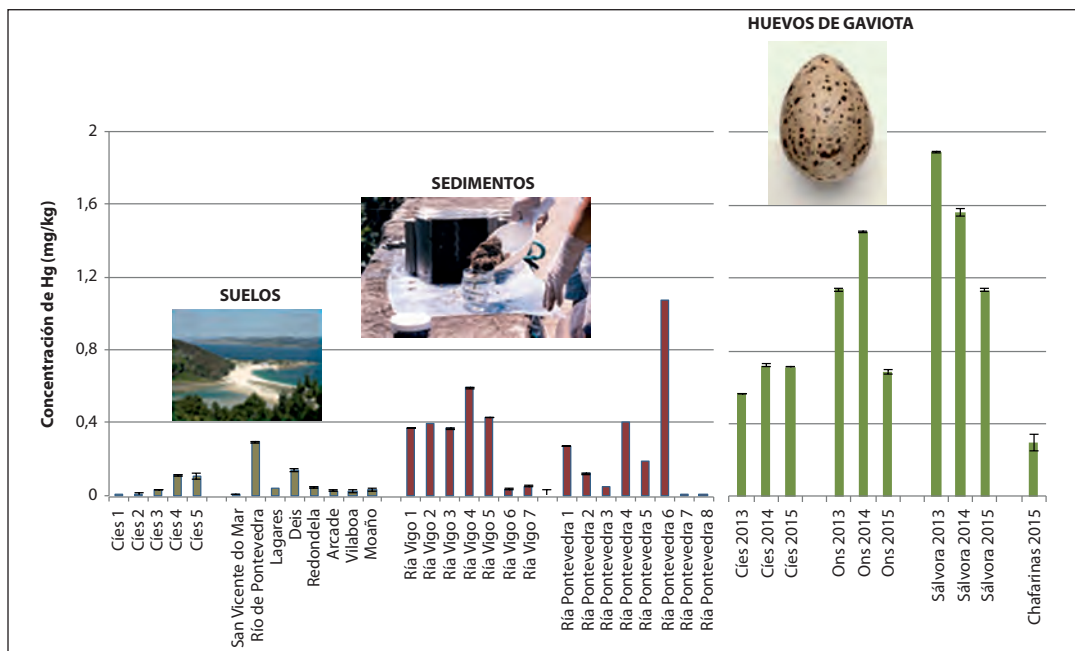 HUEVOS DE GAVIOTA
SEDIMENTOS
SUELOS
Concentración de Hg (mg/kg)
2
1,6
1,2
0,8
0,4
0
Cíes 1
Cíes 2
Cíes 3
Cíes 4
Cíes 5
San Vicente do Mar
Río de Pontevedra
Lagares
Deis
Redondela
Arcade
Vilaboa
Moaño
Ría Vigo 1
Ría Vigo 2
Ría Vigo 3
Ría Vigo 4
Ría Vigo 5
Ría Vigo 6
Ría Vigo 7
Ría Pontevedra 1
Ría Pontevedra 2
Ría Pontevedra 3
Ría Pontevedra 4
Ría Pontevedra 5
Ría Pontevedra 6
Ría Pontevedra 7
Ría Pontevedra 8
Cíes 2013
Cíes 2014
Cíes 2015
Ons 2013
Ons 2014
Ons 2015
Sálvora 2013
Sálvora 2014
Sálvora 2015
Chafarinas 2015